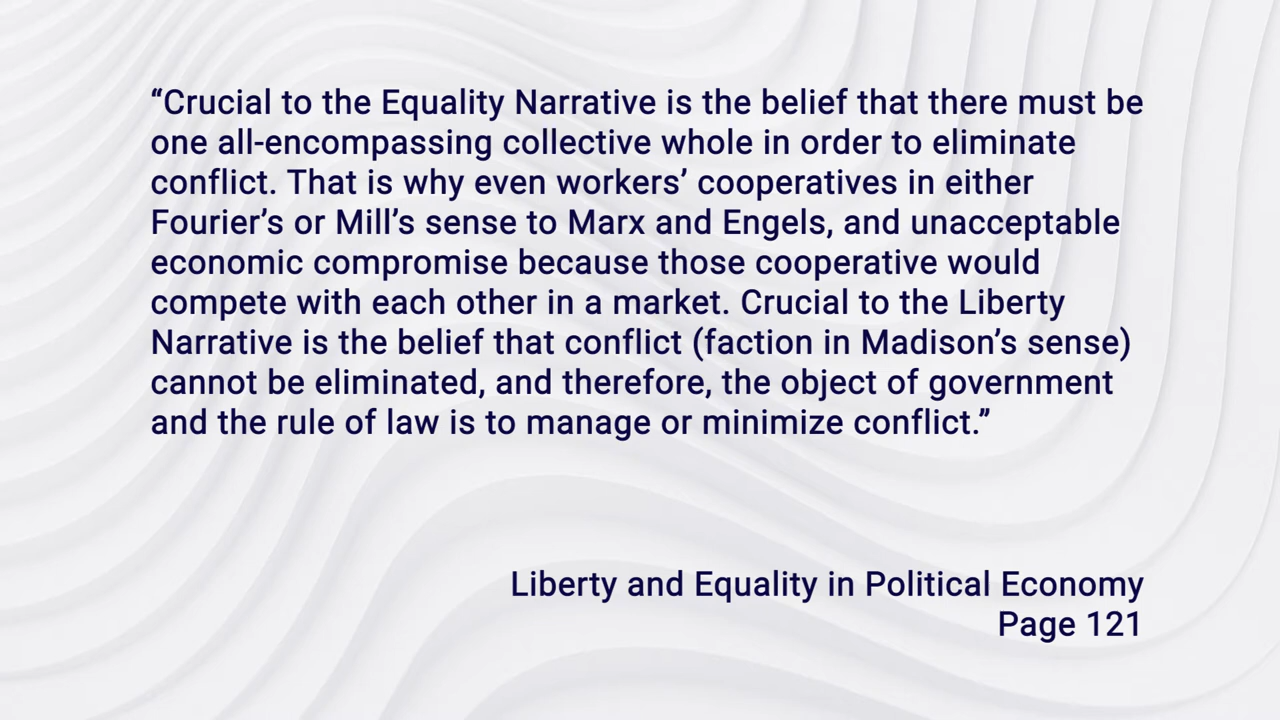 “Crucial to the Equality Narrative is the belief that there must be
one all-encompassing collective whole in order to eliminate
conflict. That is why even workers’ cooperatives in either
Fourier’s or Mill’s sense to Marx and Engels, and unacceptable
economic compromise because those cooperative would
compete with each other in a market. Crucial to the Liberty
Narrative is the belief that conflict (faction in Madison’s sense)
cannot be eliminated, and therefore, the object of government
and the rule of law is to manage or minimize conflict.”
Liberty and Equality in Political Economy
Page 121